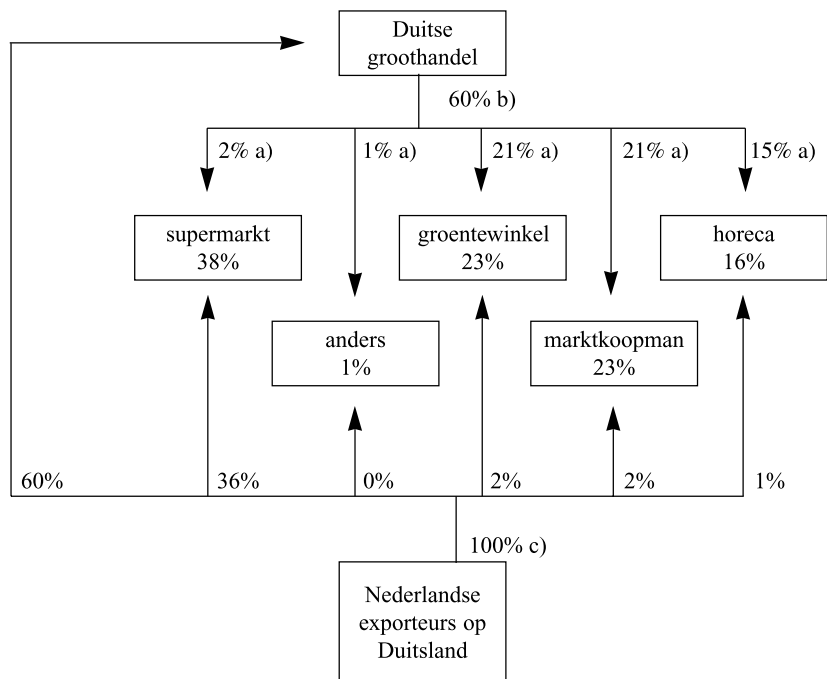 Duitse
groothandel
60% b)
2% a)
1% a)
21% a)
21% a)
15% a)
supermarkt
38%
groentewinkel
23%
horeca
16%
anders
1%
marktkoopman
23%
60%
36%
0%
2%
2%
1%
100% c)
Nederlandse
exporteurs op
Duitsland